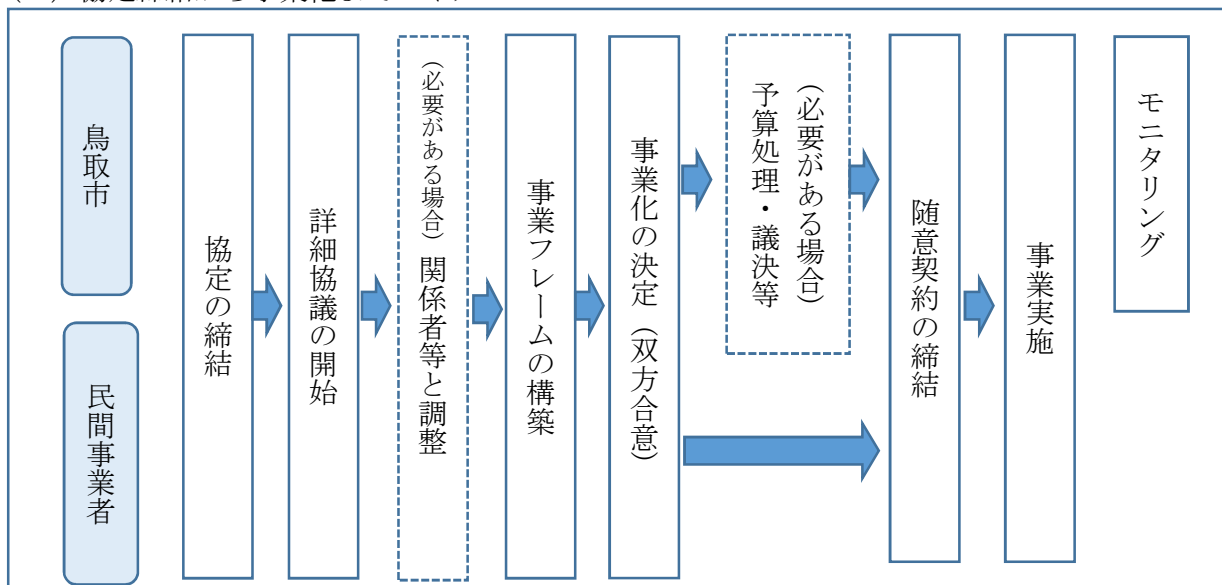 鳥取市
民間事業者
協定の締結
詳細協議の開始
(必要がある場合) 関係者等と調整
事業フレームの構築
事業化の決定(双方合意)
(必要がある場合)
予算処理・議決等
随意契約の締結
事業実施
モニタリング